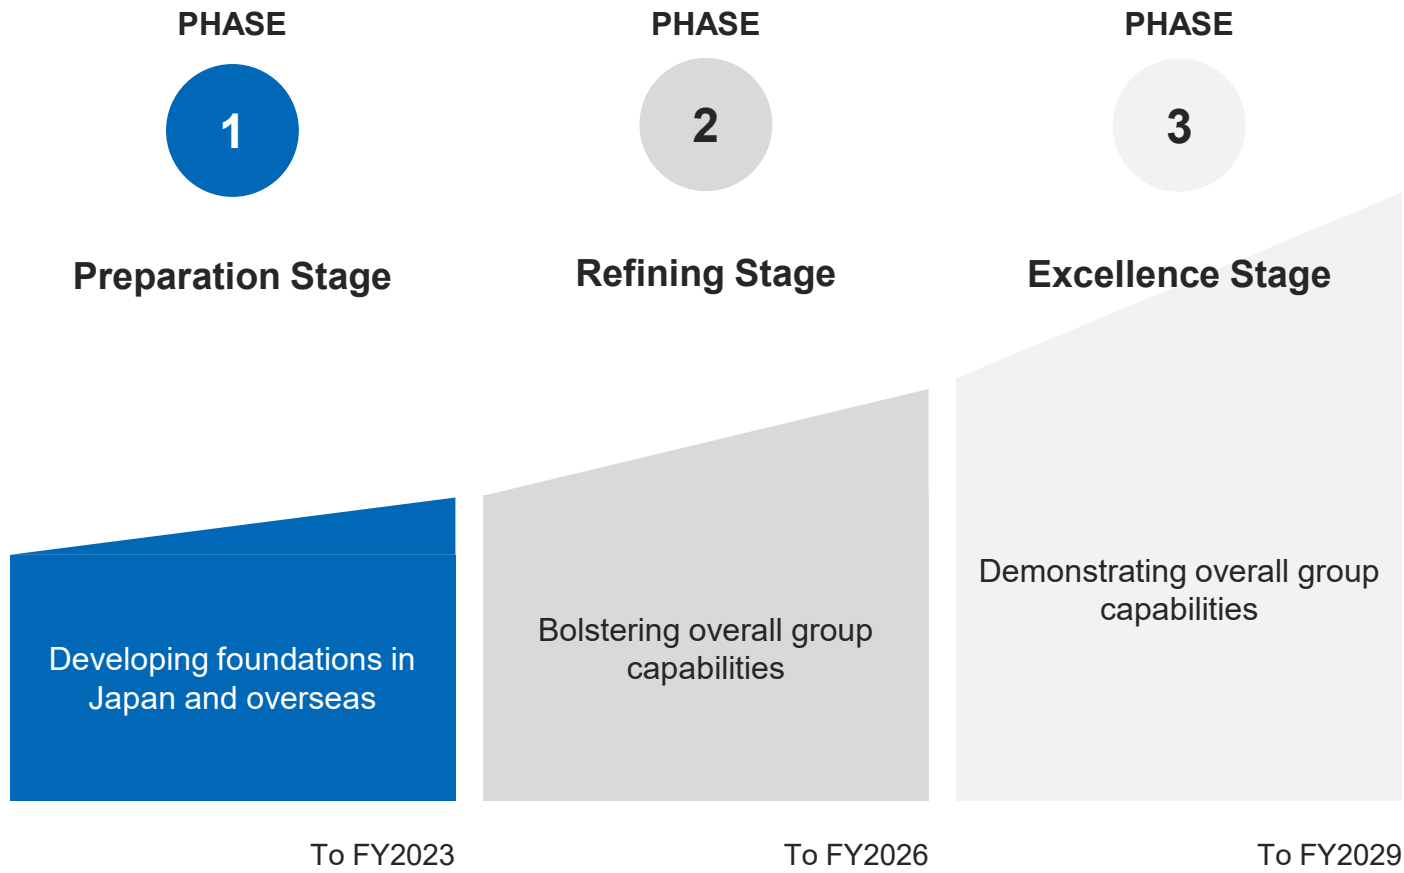 PHASE
1
Preparation Stage
Developing foundations in
Japan and overseas
To FY2023
PHASE
2
Refining Stage
Bolstering overall group
capabilities
To FY2026
PHASE
3
Excellence Stage
Demonstrating overall group
capabilities
To FY2029